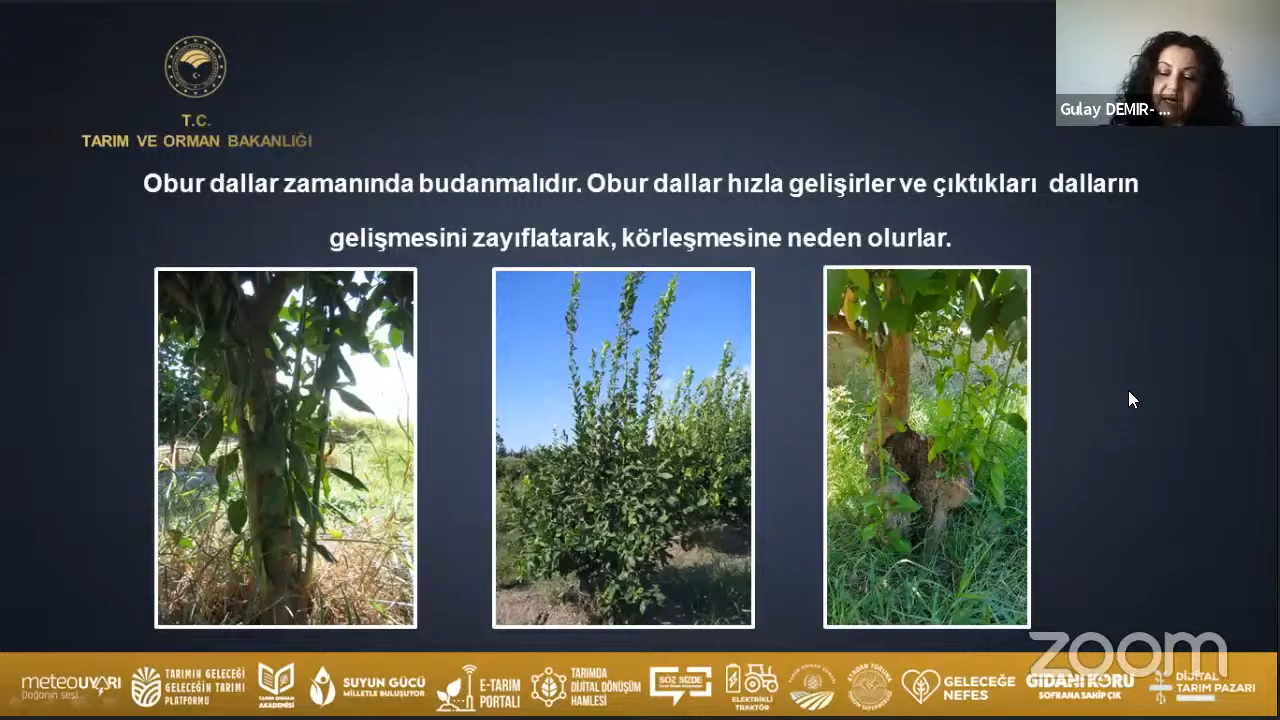 T.C.
TARIM VE ORMAN BAKANLIĞI
Gulay DEMIR- ...
Obur dallar zamanında budanmalıdır. Obur dallar hızla gelişirler ve çıktıkları dalların
gelişmesini zayıflatarak, körleşmesine neden olurlar.
zoom
meteoUYARI
Doğanın sesi...
TARIMIN GELECEĞİ
GELECEĞİN TARIMI
PLATFORMU
TARIM ORMAN
AKADEMİSİ
SUYUN GÜCÜ
MİLLETLE BULUŞUYOR
E-TARIM
PORTALI
TARIMDA
DİJİTAL DÖNÜŞÜM
HAMLESİ
SÖZ SİZDE
ELEKTRİKLİ
TRAKTÖR
GELECEĞE
NEFES
GIDANI KORU
SOFRANA SAHİP ÇIK
DİJİTAL
TARIM PAZARI